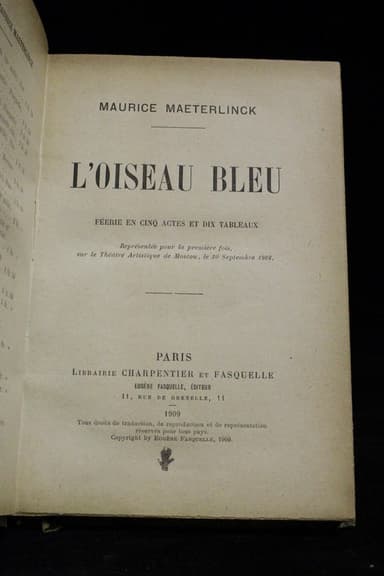 MAURICE MAETERLINCK
L'OISEAU BLEU
FÉERIE EN CINQ ACTES ET DIX TABLEAUX
Représentée pour la première fois,
sur le Théâtre Artistique de Moscou, le 30 Septembre 1908.
PARIS
LIBRAIRIE CHARPENTIER ET FASQUELLE
EUGÈNE FASQUELLE, ÉDITEUR
11, RUE DE GRENELLE, 11
1909
Tous droits de traduction, de reproduction et de représentation
réservés pour tous pays.
Copyright by EUGÈNE FASQUELLE, 1909.